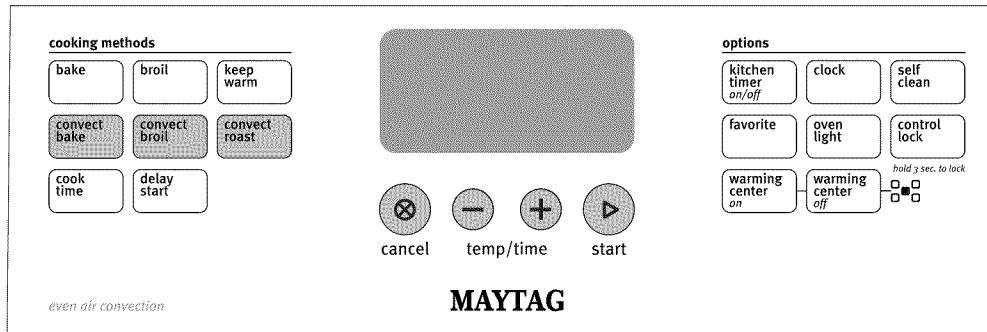 cooking methods
bake
broil
keep
warm
convect
bake
convect
broil
convect
roast
cook
time
delay
start
cancel
temp/time
start
options
kitchen
timer
on/off
clock
self
clean
favorite
oven
light
control
lock
hold 3 sec. to lock
warming
center
on
warming
center
off
even air convection
MAYTAG